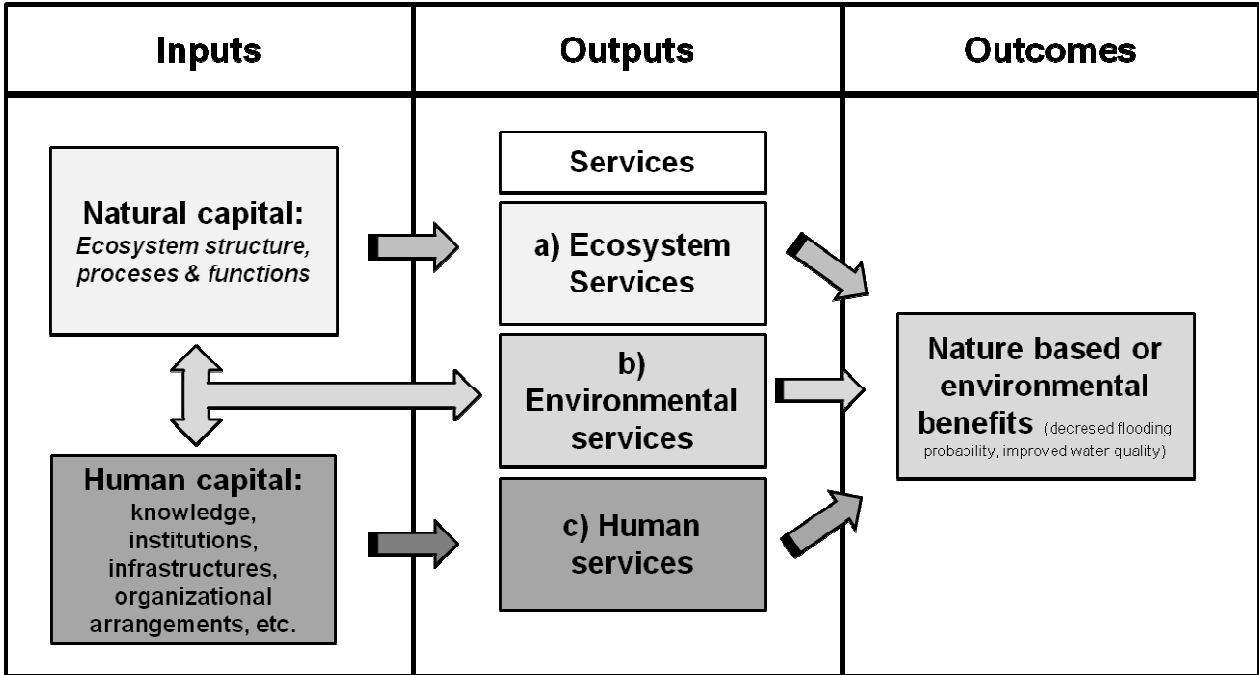 Inputs
Outputs
Outcomes
Natural capital:
Ecosystem structure,
proceses & functions
Human capital:
knowledge,
institutions,
infrastructures,
organizational
arrangements, etc.
Services
a) Ecosystem
Services
b)
Environmental
services
c) Human
services
Nature based or
environmental
benefits (decresed flooding
probability, improved water quality)